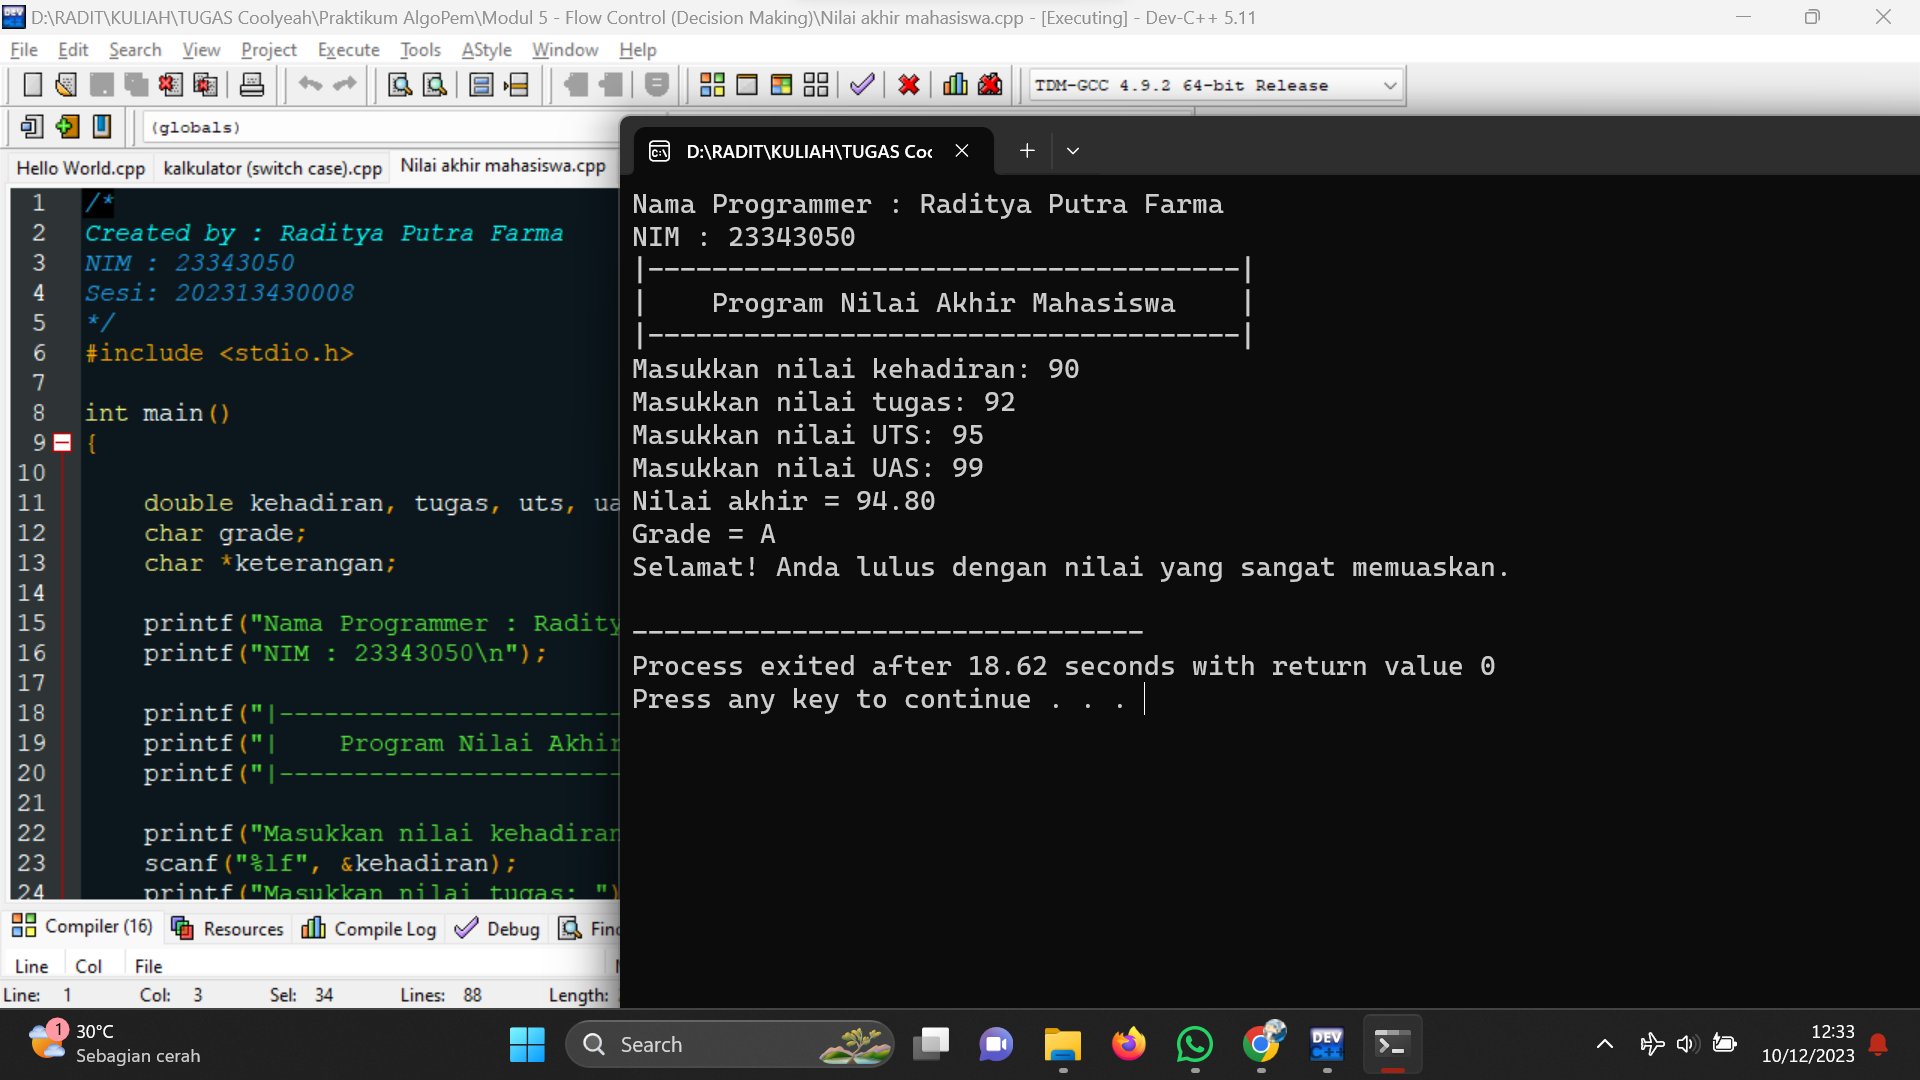 D:\RADIT\KULIAH\TUGAS Coolyeah\Praktikum AlgoPem\Modul 5 - Flow Control (Decision Making)\Nilai akhir mahasiswa.cpp - [Executing] - Dev-C++ 5.11
File Edit Search View Project Execute Tools AStyle Window Help
TDM-GCC 4.9.2 64-bit Release
(globals)
Hello World.cpp kalkulator (switch case).cpp Nilai akhir mahasiswa.cpp
1 /*
2 Created by : Raditya Putra Farma
3 NIM : 23343050
4 Sesi: 202313430008
5 */
6 #include <stdio.h>
7
8 int main()
9 {
10
11 double kehadiran, tugas, uts, ua
12 char grade;
13 char *keterangan;
14
15 printf("Nama Programmer : Radity
16 printf("NIM : 23343050\n");
17
18 printf("|-----------------------
19 printf("|    Program Nilai Akhir
20 printf("|-----------------------
21
22 printf("Masukkan nilai kehadiran
23 scanf("%lf", &kehadiran);
24 printf("Masukkan nilai tugas: ")
D:\RADIT\KULIAH\TUGAS Coo
Nama Programmer : Raditya Putra Farma
NIM : 23343050
|-------------------------------------|
|    Program Nilai Akhir Mahasiswa    |
|-------------------------------------|
Masukkan nilai kehadiran: 90
Masukkan nilai tugas: 92
Masukkan nilai UTS: 95
Masukkan nilai UAS: 99
Nilai akhir = 94.80
Grade = A
Selamat! Anda lulus dengan nilai yang sangat memuaskan.
--------------------------------
Process exited after 18.62 seconds with return value 0
Press any key to continue . . .
Compiler (16) Resources Compile Log Debug Fin
Line Col File
Line: 1 Col: 3 Sel: 34 Lines: 88 Length:
1 30°C
Sebagian cerah
Search
DEV C++
12:33
10/12/2023